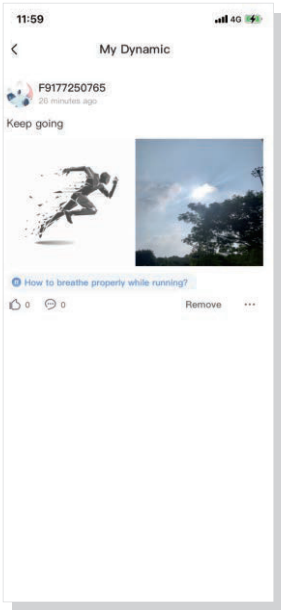 11:59
4G
My Dynamic
F9177250765
20 minutes ago
Keep going
How to breathe properly while running?
0
0
Remove
...